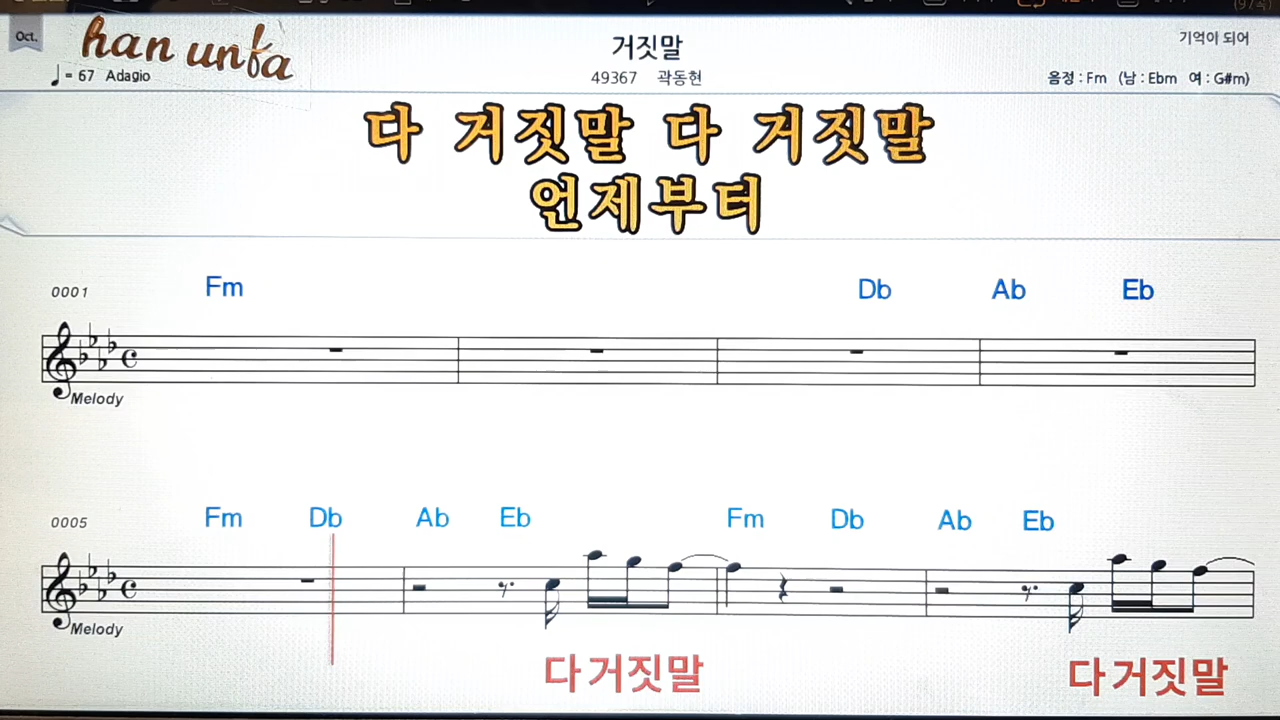 Oct.
han unfa
거짓말
기억이 되어
= 67 Adagio
49367 곽동현
음정 : Fm (남 : Ebm 여 : G#m)
다 거짓말 다 거짓말
언제부터
0001
Fm Db Ab Eb
Melody
0005
Fm Db Ab Eb Fm Db Ab Eb
Melody
다거짓말 다거짓말